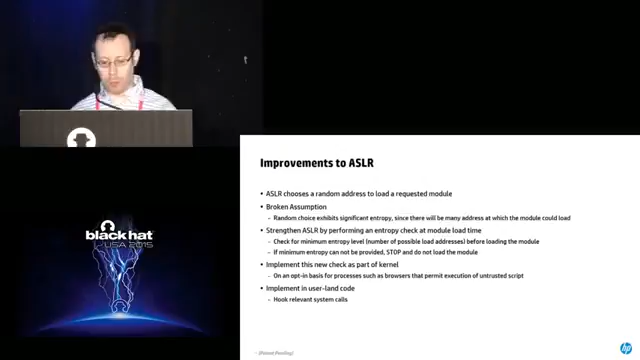 black hat
USA 2015
Improvements to ASLR
• ASLR chooses a random address to load a requested module
• Broken Assumption
– Random choice exhibits significant entropy, since there will be many address at which the module could load
• Strengthen ASLR by performing an entropy check at module load time
– Check for minimum entropy level (number of possible load addresses) before loading the module
– If minimum entropy can not be provided, STOP and do not load the module
• Implement this new check as part of kernel
– On an opt-in basis for processes such as browsers that permit execution of untrusted script
• Implement in user-land code
– Hook relevant system calls
(Patent Pending)
hp